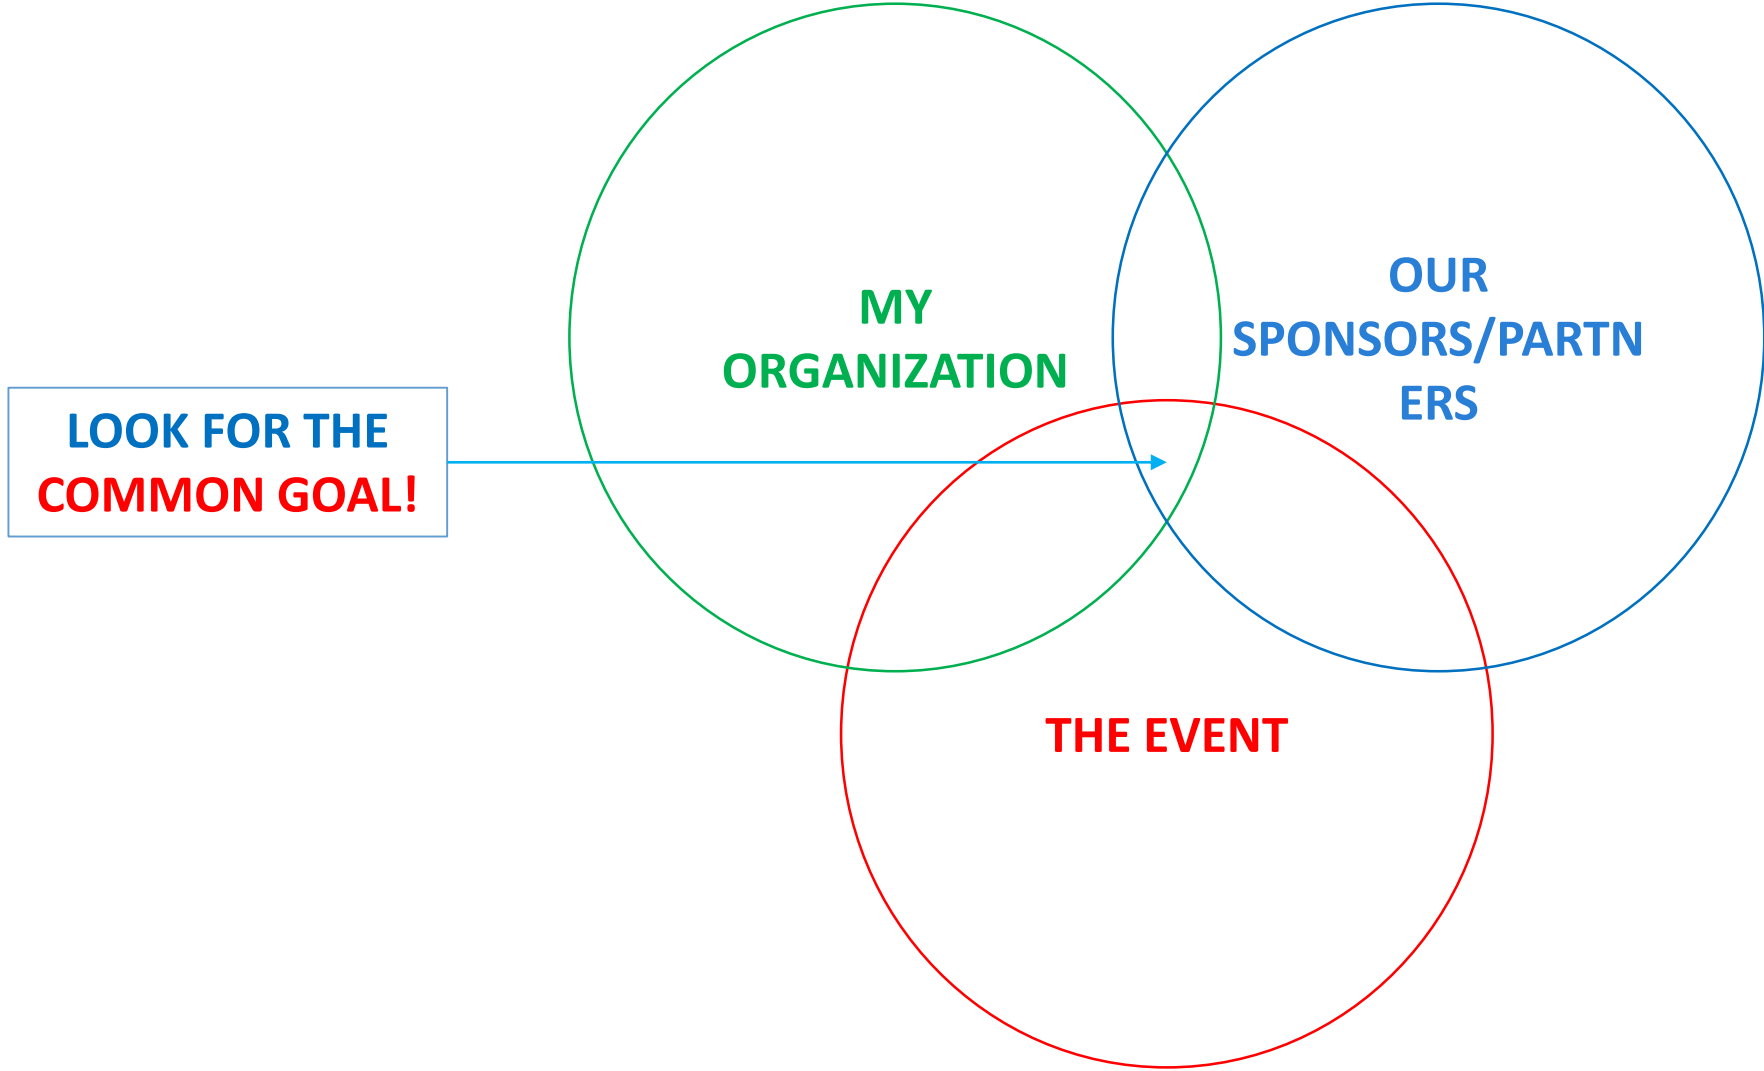 MY
ORGANIZATION
OUR
SPONSORS/PARTN
ERS
LOOK FOR THE
COMMON GOAL!
THE EVENT